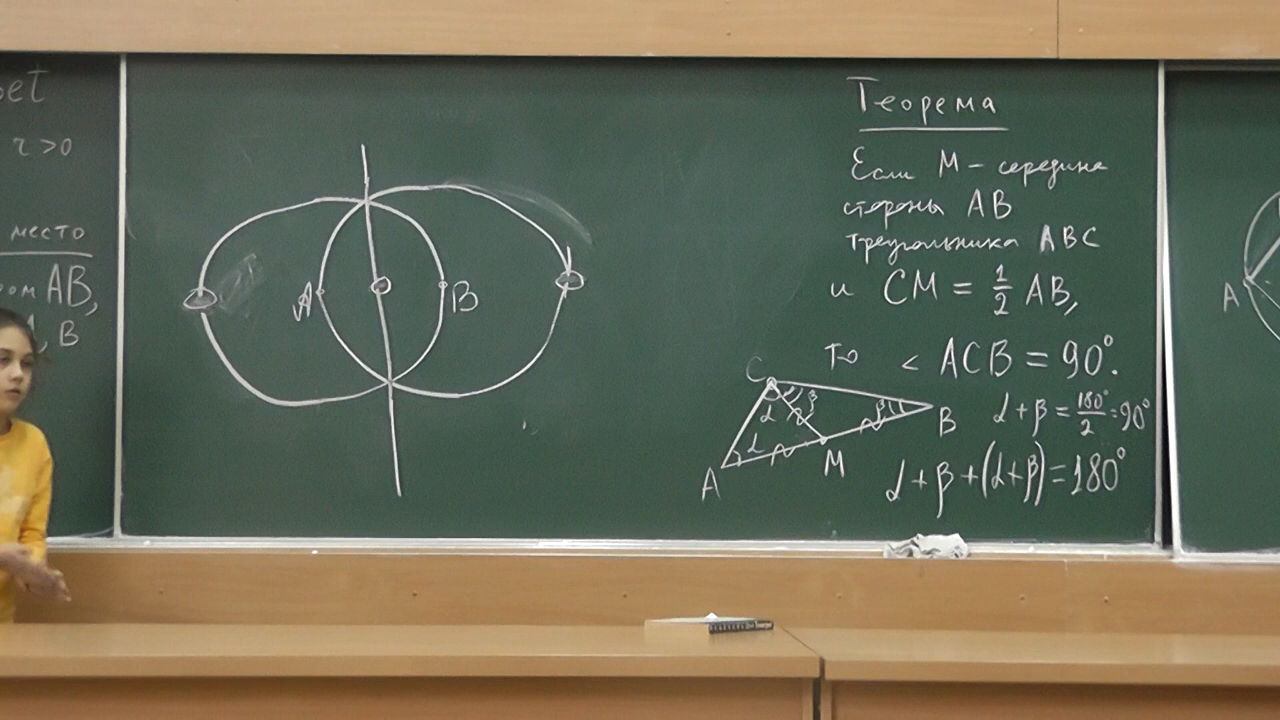 r > 0
место
AB,
B
A
B
Теорема
Если M – середина
стороны AB
треугольника ABC
и CM = 1/2 AB,
то < ACB = 90°.
C
β
α
β
α
B
M
A
α + β = 180°/2 = 90°
α + β + (α + β) = 180°
A